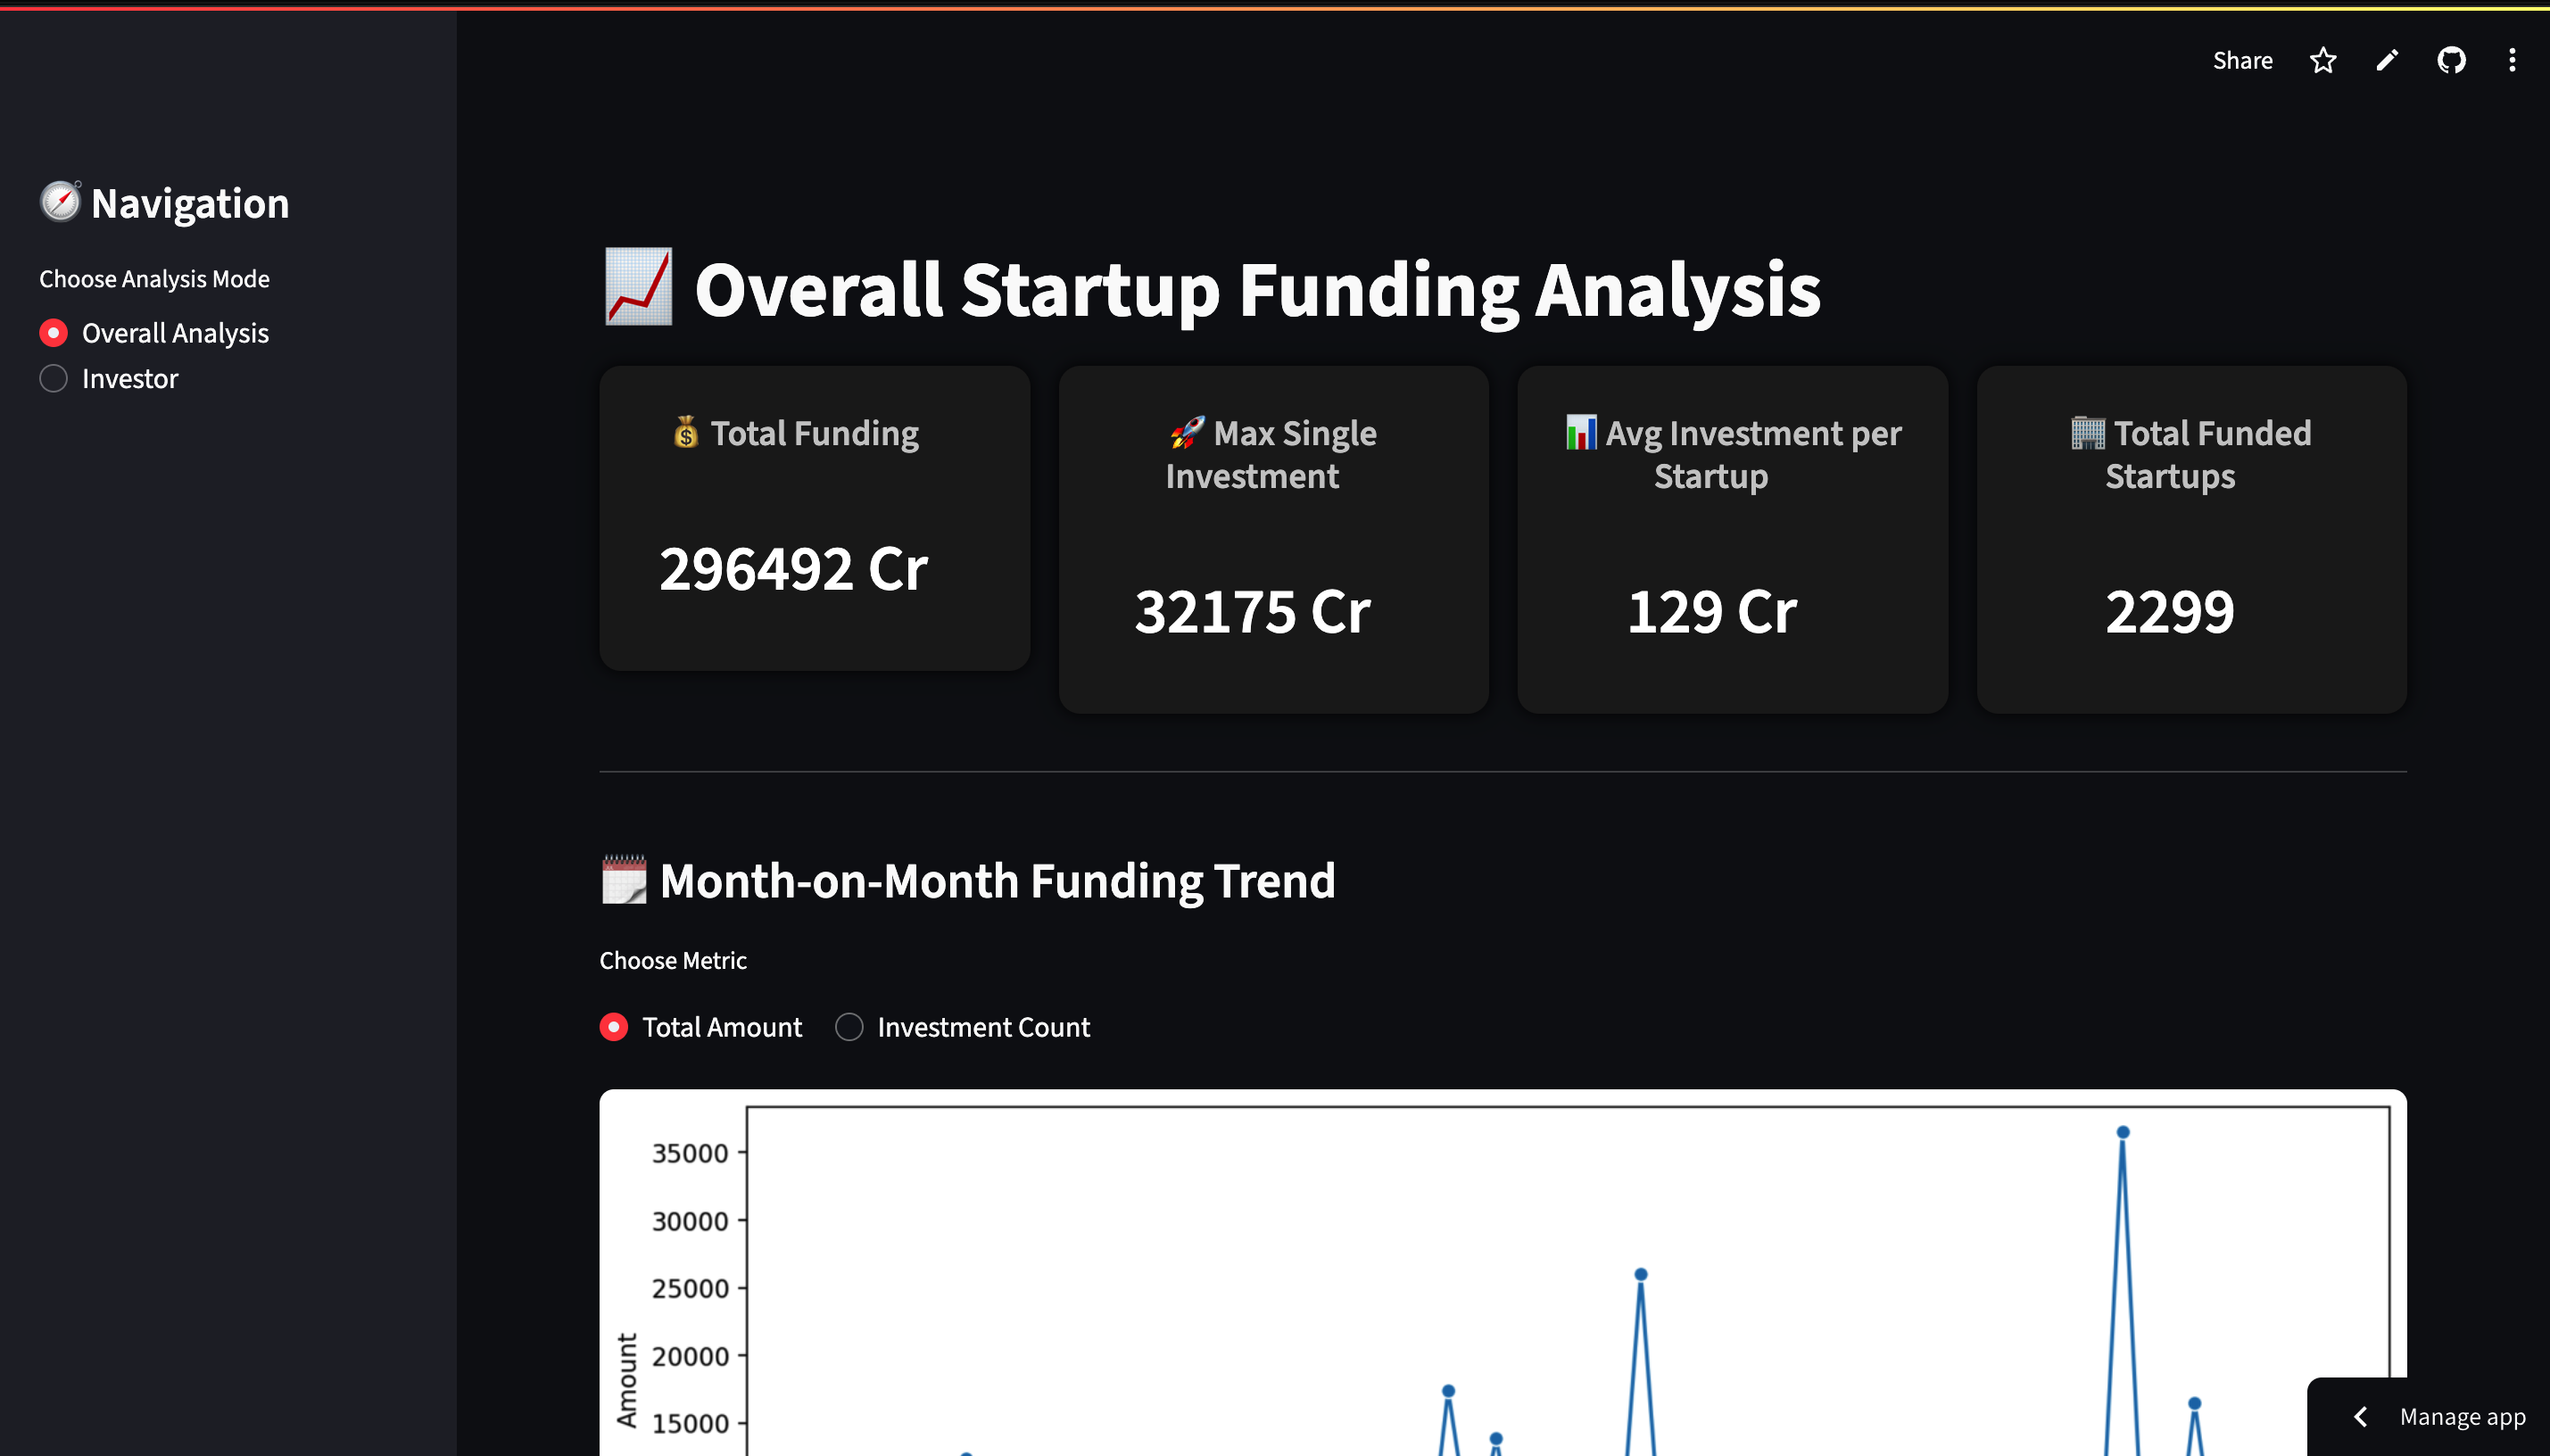 Share
Navigation
Choose Analysis Mode
Overall Analysis
Investor
Overall Startup Funding Analysis
Total Funding
296492 Cr
Max Single
Investment
32175 Cr
Avg Investment per
Startup
129 Cr
Total Funded
Startups
2299
Month-on-Month Funding Trend
Choose Metric
Total Amount
Investment Count
35000
30000
25000
20000
15000
Amount
Manage app